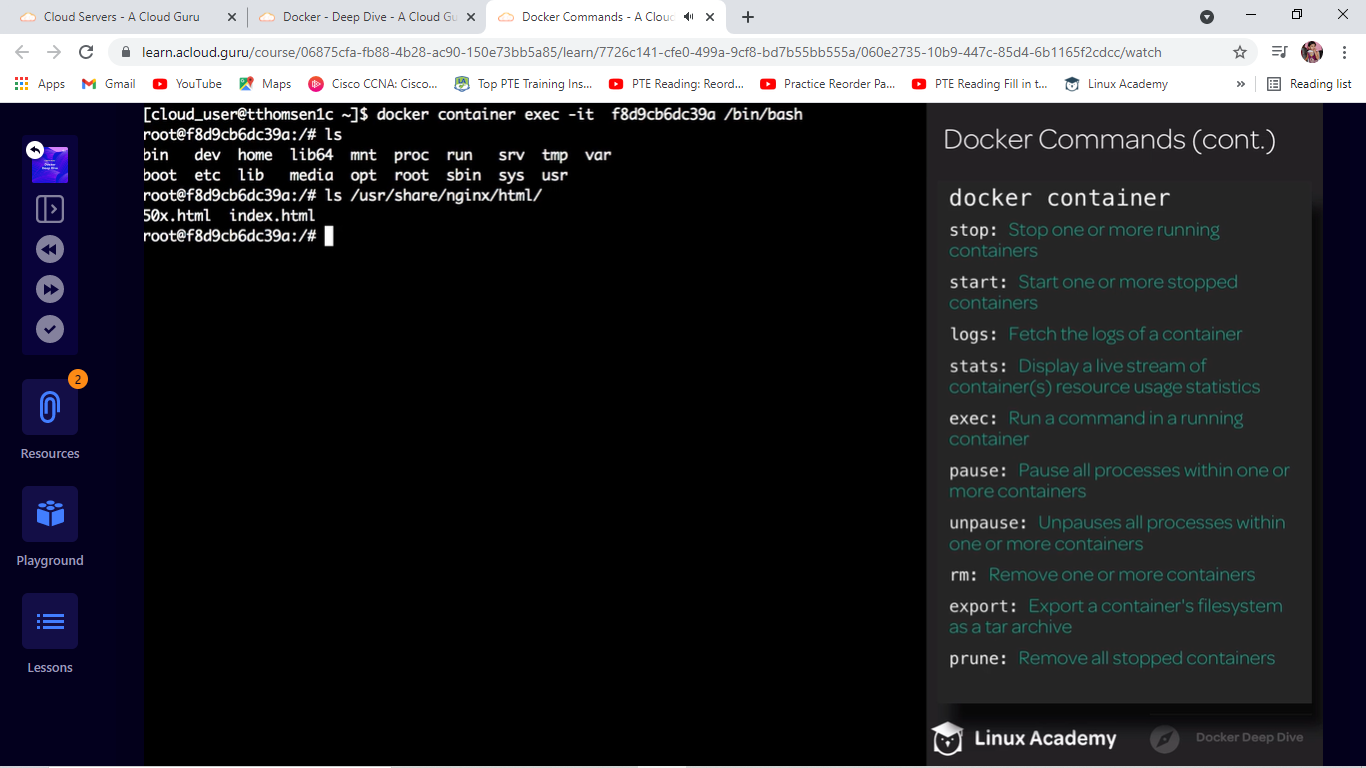 Cloud Servers - A Cloud Guru
Docker - Deep Dive - A Cloud Gu
Docker Commands - A Cloud
learn.acloud.guru/course/06875cfa-fb88-4b28-ac90-150e73bb5a85/learn/7726c141-cfe0-499a-9cf8-bd7b55bb555a/060e2735-10b9-447c-85d4-6b1165f2cdcc/watch
Apps
Gmail
YouTube
Maps
Cisco CCNA: Cisco...
Top PTE Training Ins...
PTE Reading: Reord...
Practice Reorder Pa...
PTE Reading Fill in t...
Linux Academy
»
Reading list
2
Resources
Playground
Lessons
[cloud_user@tthomsen1c ~]$ docker container exec -it  f8d9cb6dc39a /bin/bash
root@f8d9cb6dc39a:/# ls
bin   dev  home  lib64  mnt  proc  run   srv  tmp  var
boot  etc  lib   media  opt  root  sbin  sys  usr
root@f8d9cb6dc39a:/# ls /usr/share/nginx/html/
50x.html  index.html
root@f8d9cb6dc39a:/#
Docker Commands (cont.)
docker container
stop: Stop one or more running
containers
start: Start one or more stopped
containers
logs: Fetch the logs of a container
stats: Display a live stream of
container(s) resource usage statistics
exec: Run a command in a running
container
pause: Pause all processes within one or
more containers
unpause: Unpauses all processes within
one or more containers
rm: Remove one or more containers
export: Export a container's filesystem
as a tar archive
prune: Remove all stopped containers
Linux Academy
Docker Deep Dive